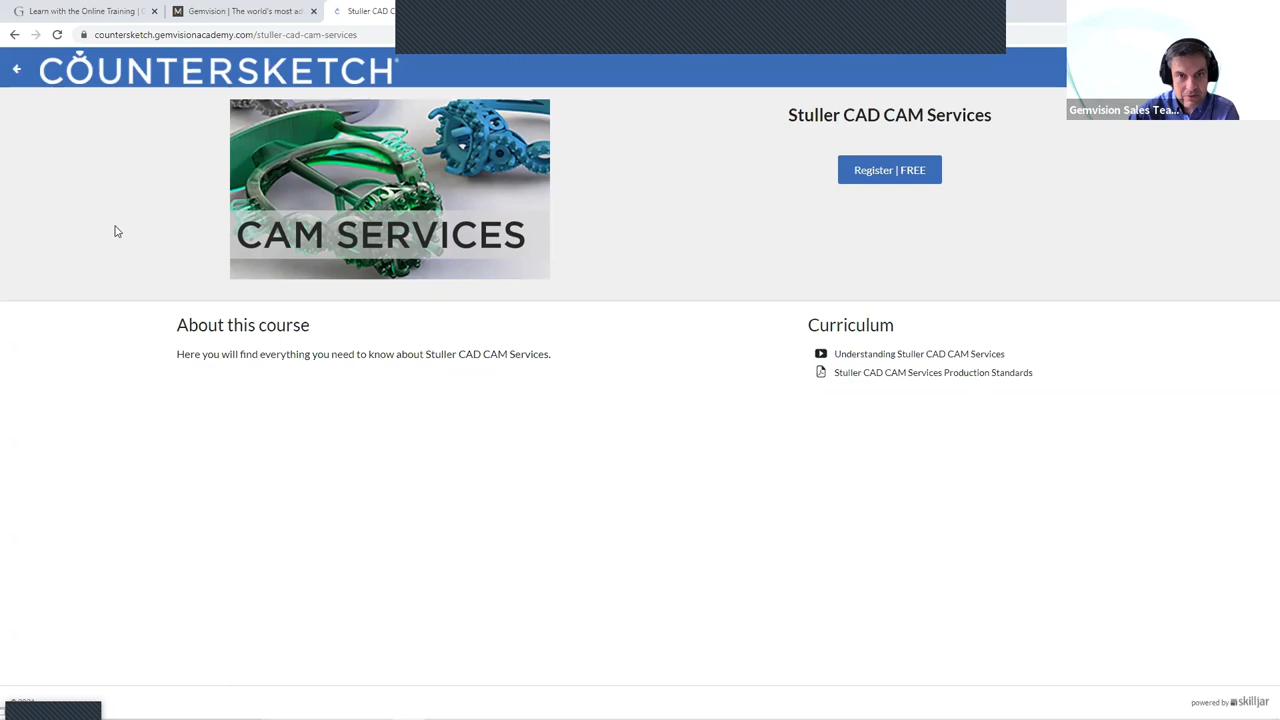 Learn with the Online Training | G
Gemvision | The world's most ad
Stuller CAD C
countersketch.gemvisionacademy.com/stuller-cad-cam-services
COUNTERSKETCH®
Gemvision Sales Tea...
CAM SERVICES
Stuller CAD CAM Services
Register | FREE
About this course
Here you will find everything you need to know about Stuller CAD CAM Services.
Curriculum
Understanding Stuller CAD CAM Services
Stuller CAD CAM Services Production Standards
powered by skilljar